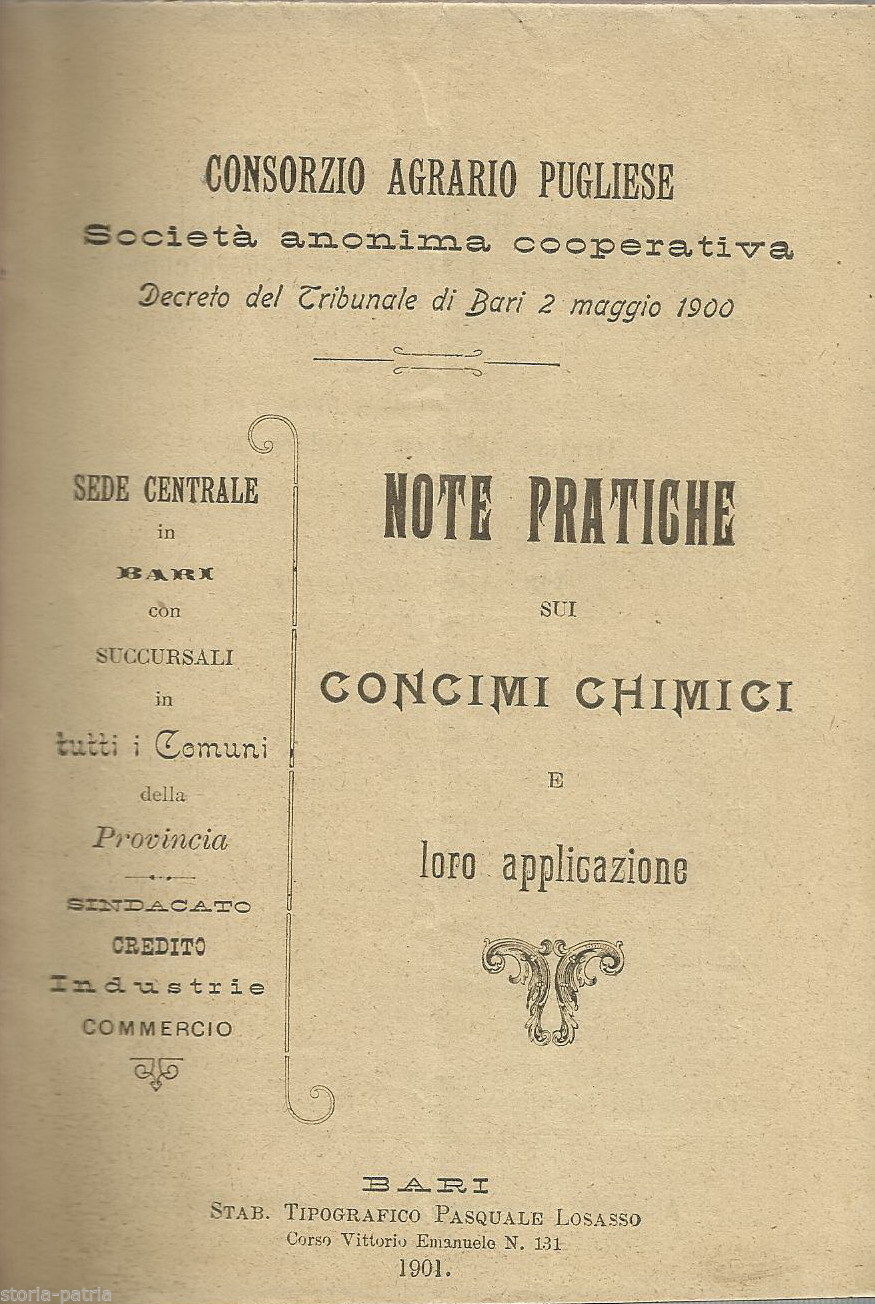 CONSORZIO AGRARIO PUGLIESE
Società anonima cooperativa
Decreto del Tribunale di Bari 2 maggio 1900
SEDE CENTRALE
in
BARI
con
SUCCURSALI
in
tutti i Comuni
della
Provincia
SINDACATO
CREDITO
Industrie
COMMERCIO
NOTE PRATICHE
SUI
CONCIMI CHIMICI
E
loro applicazione
BARI
STAB. TIPOGRAFICO PASQUALE LOSASSO
Corso Vittorio Emanuele N. 131
1901.
storia-patria